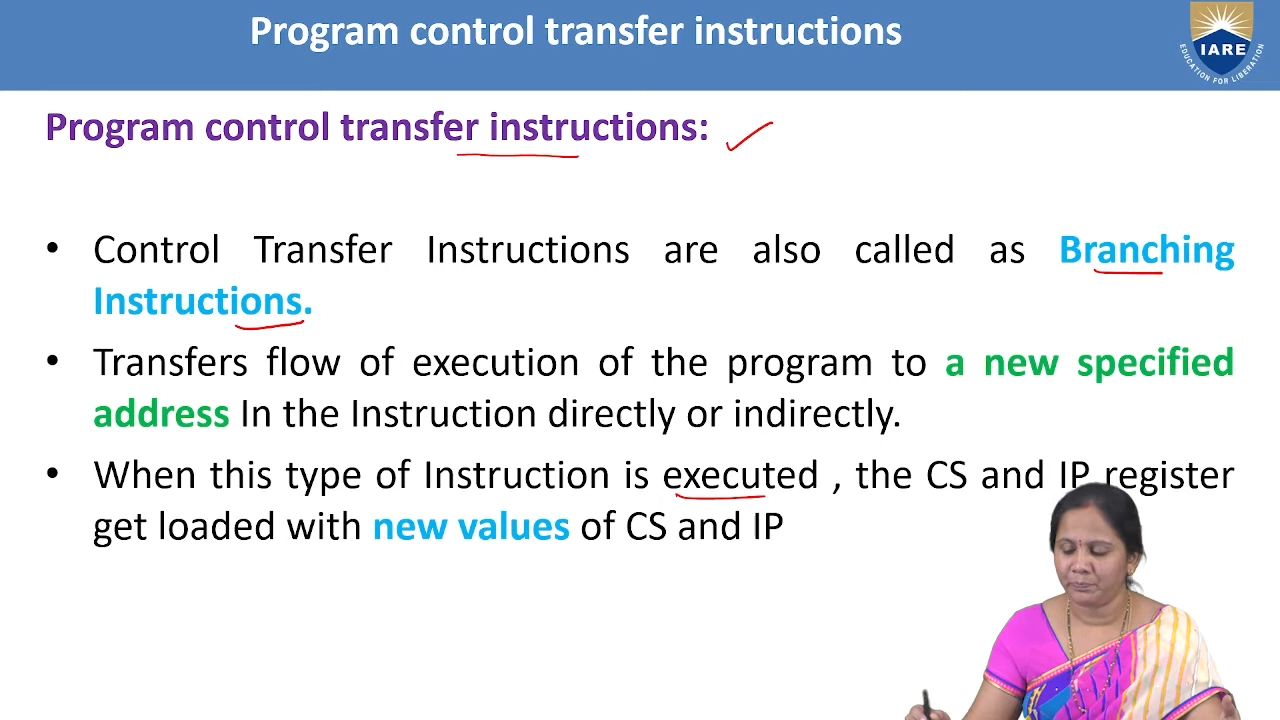 Program control transfer instructions
IARE
EDUCATION FOR LIBERATION
Program control transfer instructions:
• Control Transfer Instructions are also called as Branching
Instructions.
• Transfers flow of execution of the program to a new specified
address In the Instruction directly or indirectly.
• When this type of Instruction is executed , the CS and IP register
get loaded with new values of CS and IP